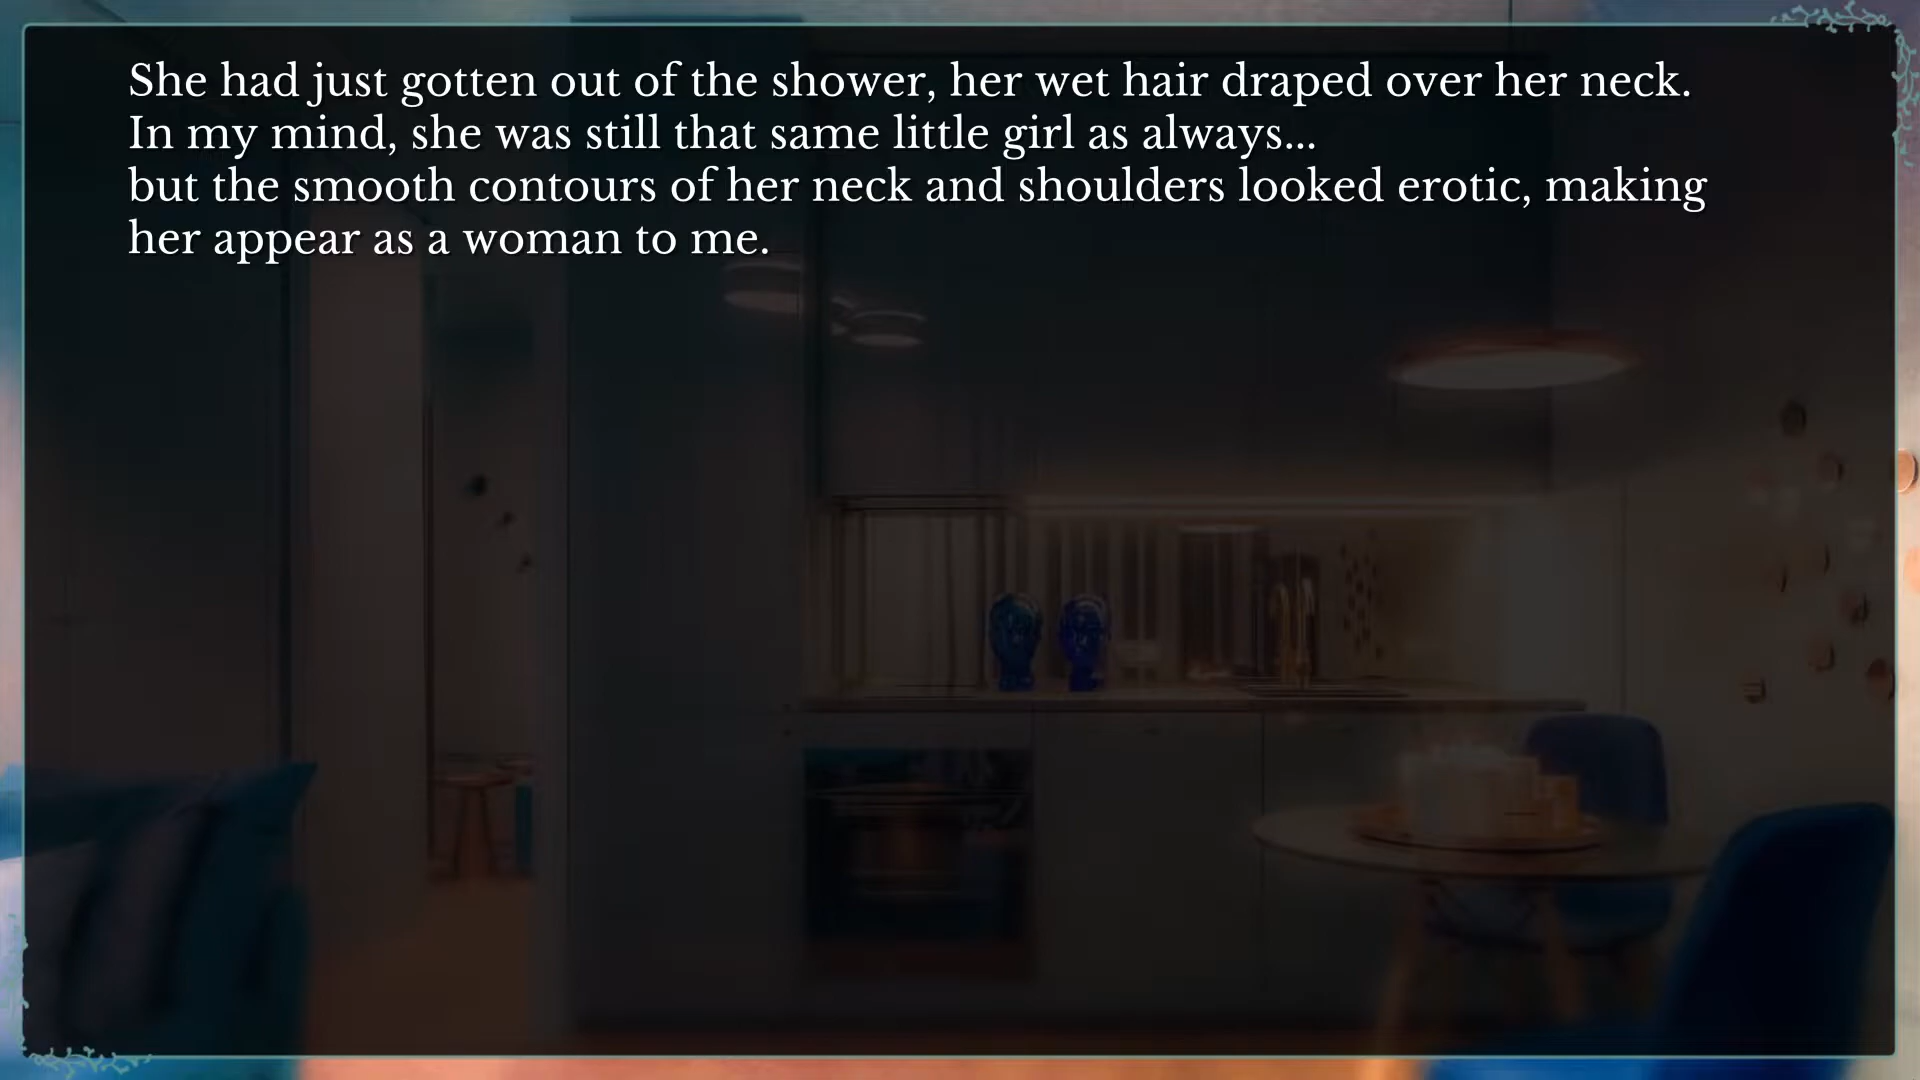 She had just gotten out of the shower, her wet hair draped over her neck.
In my mind, she was still that same little girl as always...
but the smooth contours of her neck and shoulders looked erotic, making
her appear as a woman to me.